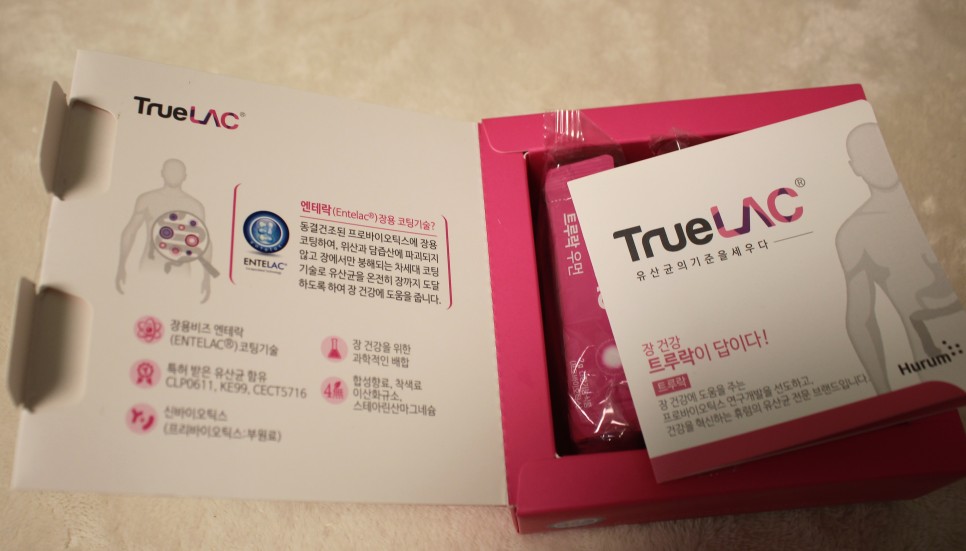 TrueLAC®
엔테락(Entelac®)장용 코팅기술?
동결건조된 프로바이오틱스에 장용
코팅하여, 위산과 담즙산에 파괴되지
않고 장에서만 붕해되는 차세대 코팅
기술로 유산균을 온전히 장까지 도달
하도록 하여 장 건강에 도움을 줍니다.
ENTELAC®
장용비즈 엔테락
(ENTELAC®)코팅기술
특허 받은 유산균 함유
CLP0611, KE99, CECT5716
신바이오틱스
(프리바이오틱스:부원료)
장 건강을 위한
과학적인 배합
합성향료, 착색료
이산화규소,
스테아린산마그네슘
트루락 우먼
TrueLAC®
유산균의기준을세우다
장 건강
트루락이 답이다!
트루락
장 건강에 도움을 주는
프로바이오틱스 연구개발을 선도하고,
건강을 혁신하는 휴럼의 유산균 전문 브랜드입니다.
Hurum